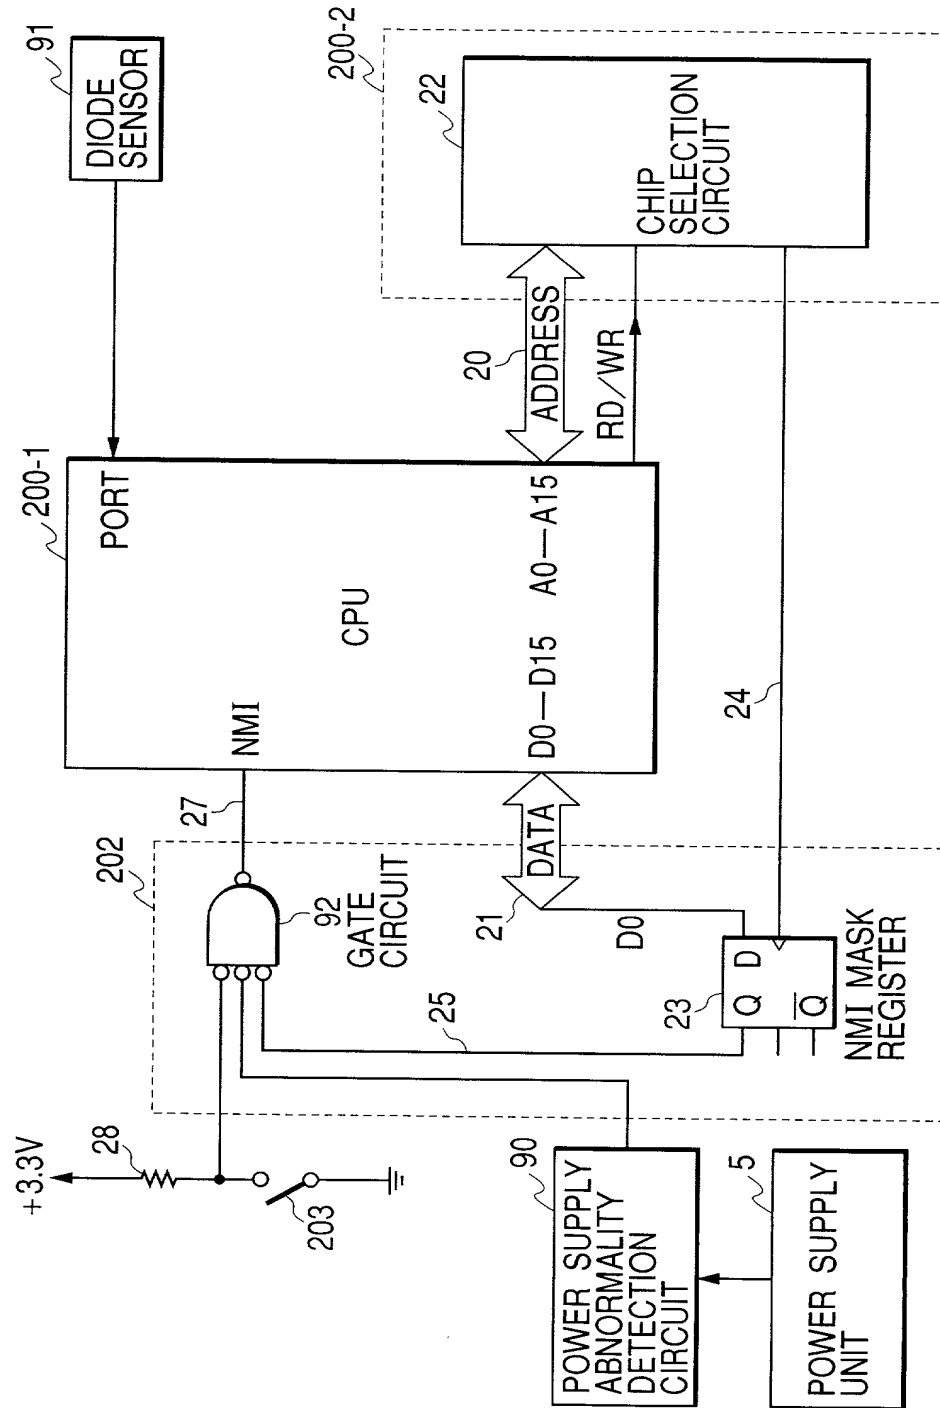 +3.3V
28
203
202
92
GATE
CIRCUIT
27
200-1
NMI
PORT
CPU
D0—D15
A0—A15
91
DIODE
SENSOR
21
DATA
20
ADDRESS
RD/WR
200-2
22
CHIP
SELECTION
CIRCUIT
25
D0
24
23
Q
D
Q
NMI MASK
REGISTER
90
POWER SUPPLY
ABNORMALITY
DETECTION
CIRCUIT
5
POWER SUPPLY
UNIT